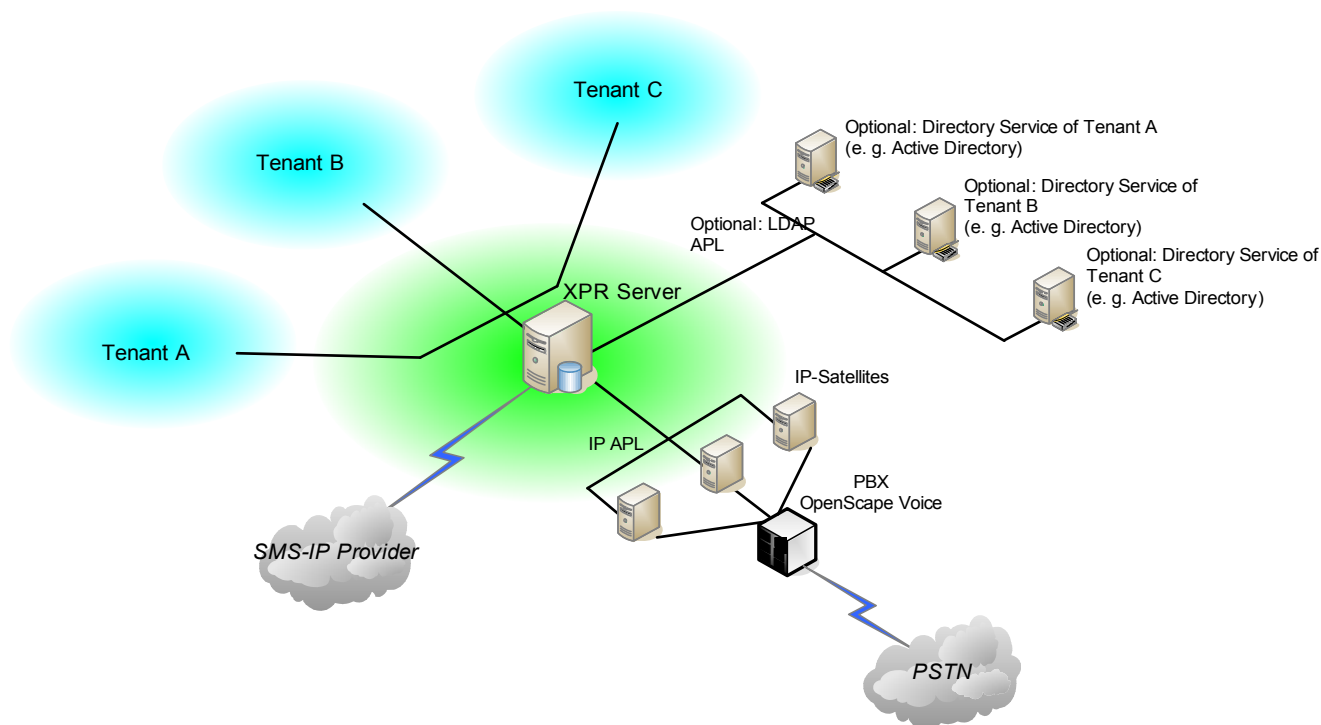 Tenant C
Tenant B
Tenant A
Optional: Directory Service of Tenant A
(e. g. Active Directory)
Optional: Directory Service of
Tenant B
(e. g. Active Directory)
Optional: LDAP
APL
Optional: Directory Service of
Tenant C
(e. g. Active Directory)
XPR Server
IP-Satellites
IP APL
PBX
OpenScape Voice
SMS-IP Provider
PSTN